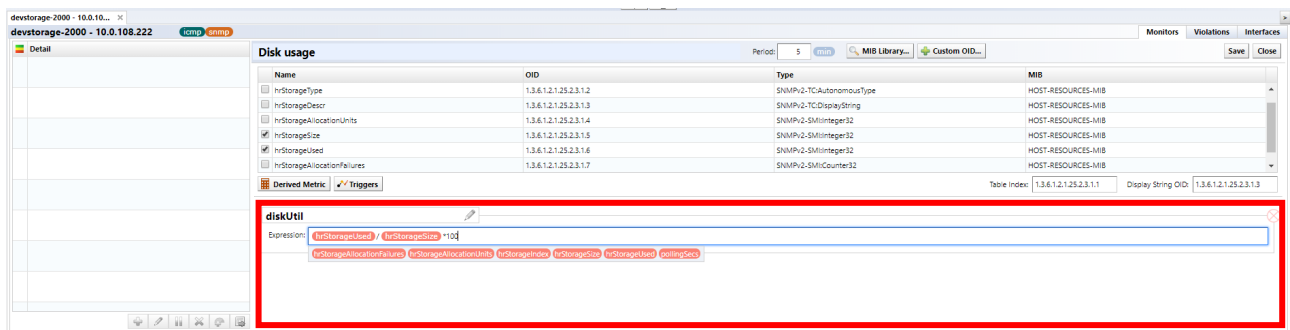 devstorage-2000 - 10.0.10... ×
devstorage-2000 - 10.0.108.222 icmp snmp Monitors Violations Interfaces
Detail
Disk usage Period: 5 min MIB Library... Custom OID... Save Close
Name OID Type MIB
hrStorageType 1.3.6.1.2.1.25.2.3.1.2 SNMPv2-TC:AutonomousType HOST-RESOURCES-MIB
hrStorageDescr 1.3.6.1.2.1.25.2.3.1.3 SNMPv2-TC:DisplayString HOST-RESOURCES-MIB
hrStorageAllocationUnits 1.3.6.1.2.1.25.2.3.1.4 SNMPv2-SMI:Integer32 HOST-RESOURCES-MIB
hrStorageSize 1.3.6.1.2.1.25.2.3.1.5 SNMPv2-SMI:Integer32 HOST-RESOURCES-MIB
hrStorageUsed 1.3.6.1.2.1.25.2.3.1.6 SNMPv2-SMI:Integer32 HOST-RESOURCES-MIB
hrStorageAllocationFailures 1.3.6.1.2.1.25.2.3.1.7 SNMPv2-SMI:Counter32 HOST-RESOURCES-MIB
Derived Metric Triggers Table Index: 1.3.6.1.2.1.25.2.3.1.1 Display String OID: 1.3.6.1.2.1.25.2.3.1.3
diskUtil
Expression: hrStorageUsed / hrStorageSize *100
hrStorageAllocationFailures hrStorageAllocationUnits hrStorageIndex hrStorageSize hrStorageUsed pollingSecs